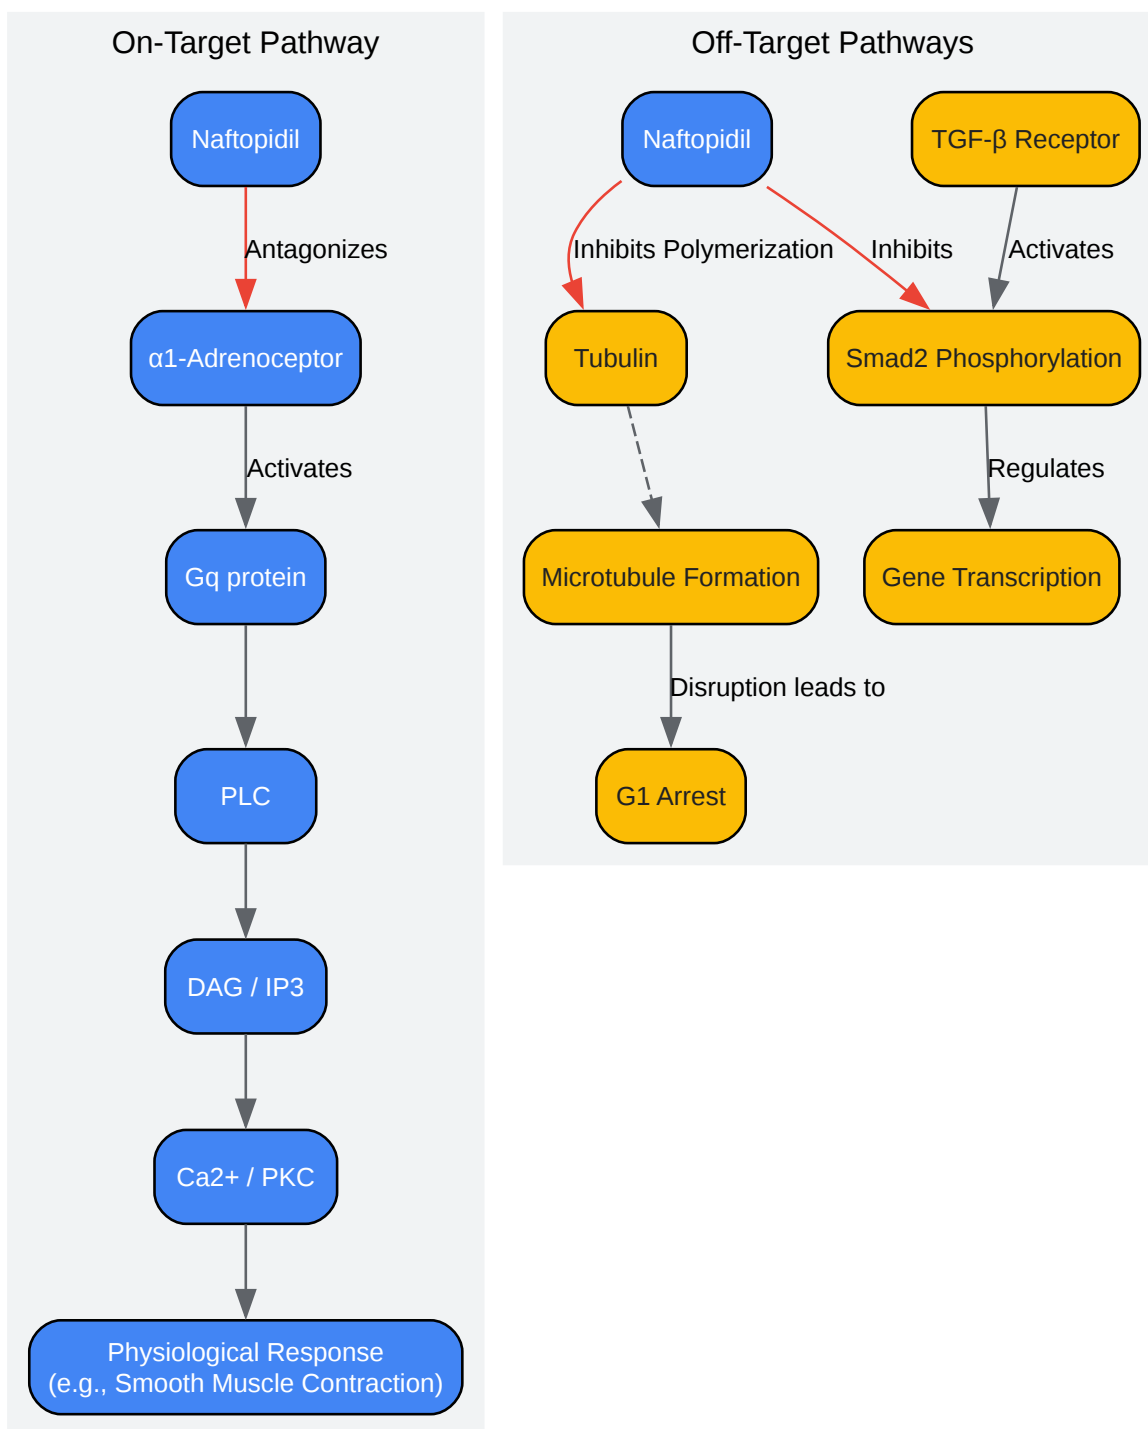 On-Target Pathway
Naftopidil
Antagonizes
α1-Adrenoceptor
Activates
Gq protein
PLC
DAG / IP3
Ca2+ / PKC
Physiological Response
(e.g., Smooth Muscle Contraction)
Off-Target Pathways
Naftopidil
TGF-β Receptor
Inhibits Polymerization
Inhibits
Activates
Tubulin
Smad2 Phosphorylation
Regulates
Microtubule Formation
Gene Transcription
Disruption leads to
G1 Arrest